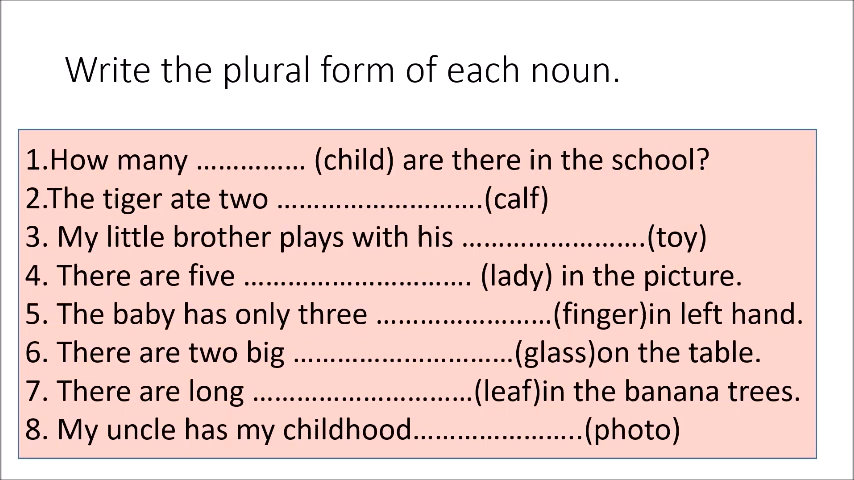 Write the plural form of each noun.
1.How many …………… (child) are there in the school?
2.The tiger ate two ……………………….(calf)
3. My little brother plays with his …………………….(toy)
4. There are five …………………………. (lady) in the picture.
5. The baby has only three ……………………(finger)in left hand.
6. There are two big …………………………(glass)on the table.
7. There are long …………………………(leaf)in the banana trees.
8. My uncle has my childhood…………………..(photo)